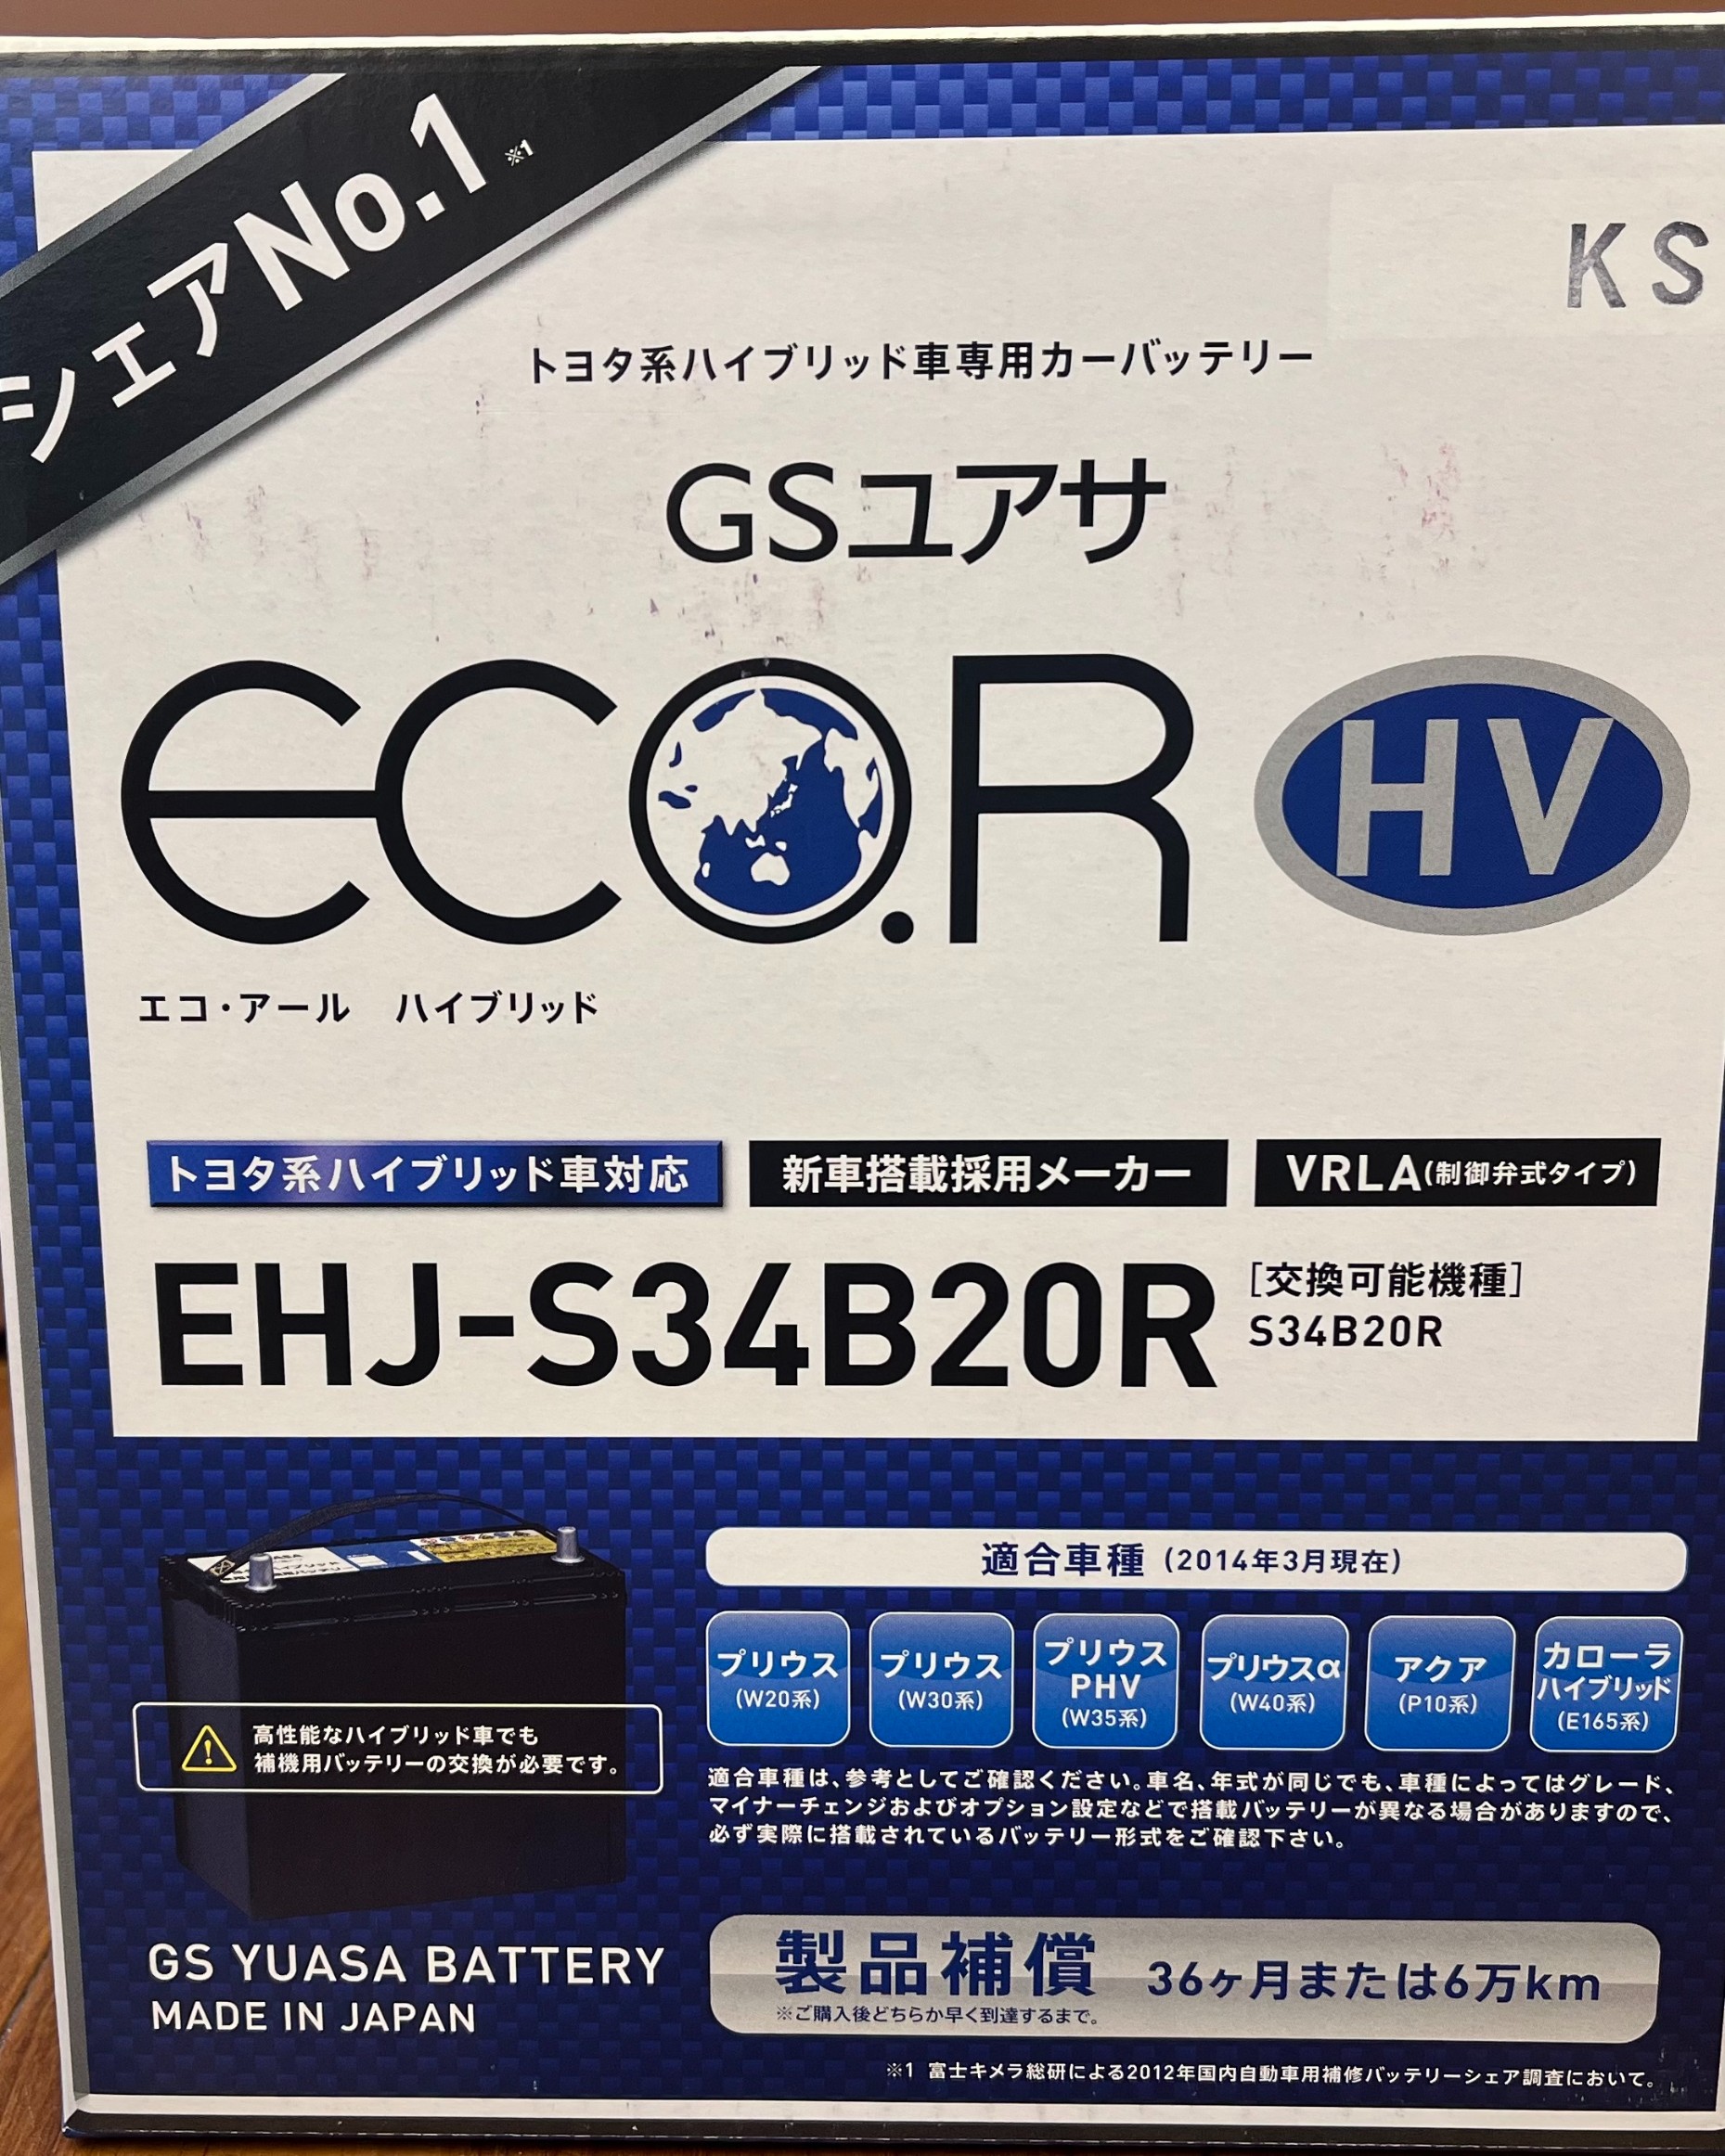 シェアNo.1 ※1
KS
トヨタ系ハイブリッド車専用カーバッテリー
GSユアサ
eco.R HV
エコ・アール ハイブリッド
トヨタ系ハイブリッド車対応 新車搭載採用メーカー VRLA(制御弁式タイプ)
EHJ-S34B20R
[交換可能機種]
S34B20R
適合車種 (2014年3月現在)
プリウス
(W20系)
プリウス
(W30系)
プリウス
PHV
(W35系)
プリウスα
(W40系)
アクア
(P10系)
カローラ
ハイブリッド
(E165系)
高性能なハイブリッド車でも
補機用バッテリーの交換が必要です。
適合車種は、参考としてご確認ください。車名、年式が同じでも、車種によってはグレード、
マイナーチェンジおよびオプション設定などで搭載バッテリーが異なる場合がありますので、
必ず実際に搭載されているバッテリー形式をご確認下さい。
GS YUASA BATTERY
MADE IN JAPAN
製品補償 36ヶ月または6万km
※ご購入後どちらか早く到達するまで。
※1 富士キメラ総研による2012年国内自動車用補修バッテリーシェア調査において。